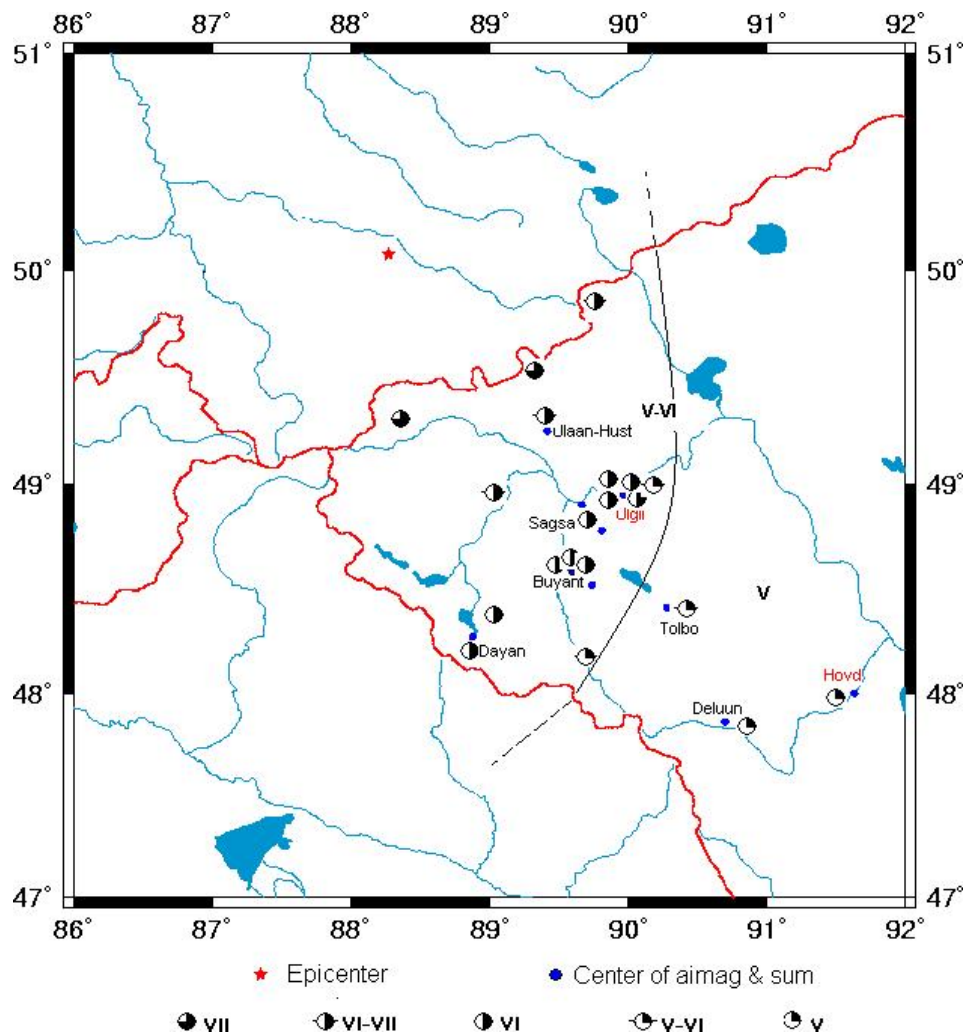 86° 87° 88° 89° 90° 91° 92°
51° 51°
50° 50°
V-VI
Ulaan-Hust
49° 49°
Sagsa Ulgii
Buyant
V
Tolbo
Dayan
Hovd
48° 48°
Deluun
47° 47°
86° 87° 88° 89° 90° 91° 92°
Epicenter Center of aimag & sum
VII VI-VII VI V-VI V